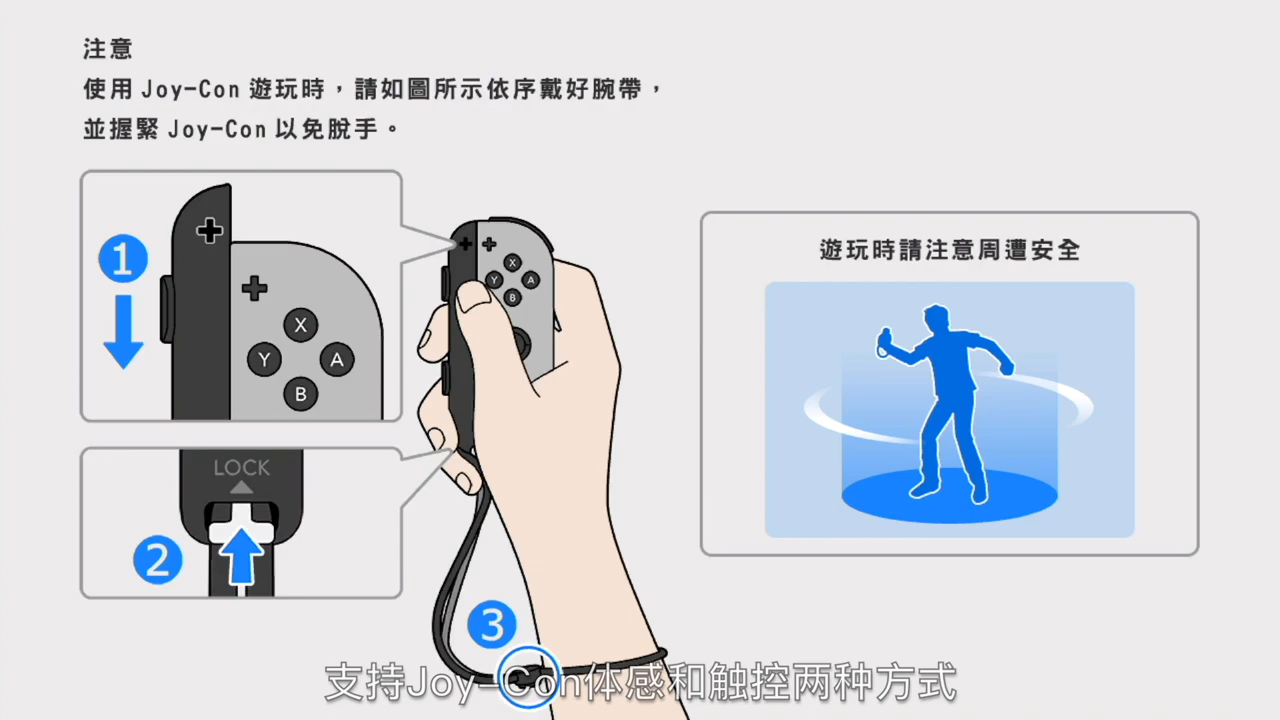 注意
使用 Joy-Con 遊玩時，請如圖所示依序戴好腕帶，
並握緊 Joy-Con 以免脫手。
1
X
Y
A
B
LOCK
2
X
Y
A
B
3
遊玩時請注意周遭安全
支持Joy-Con体感和触控两种方式